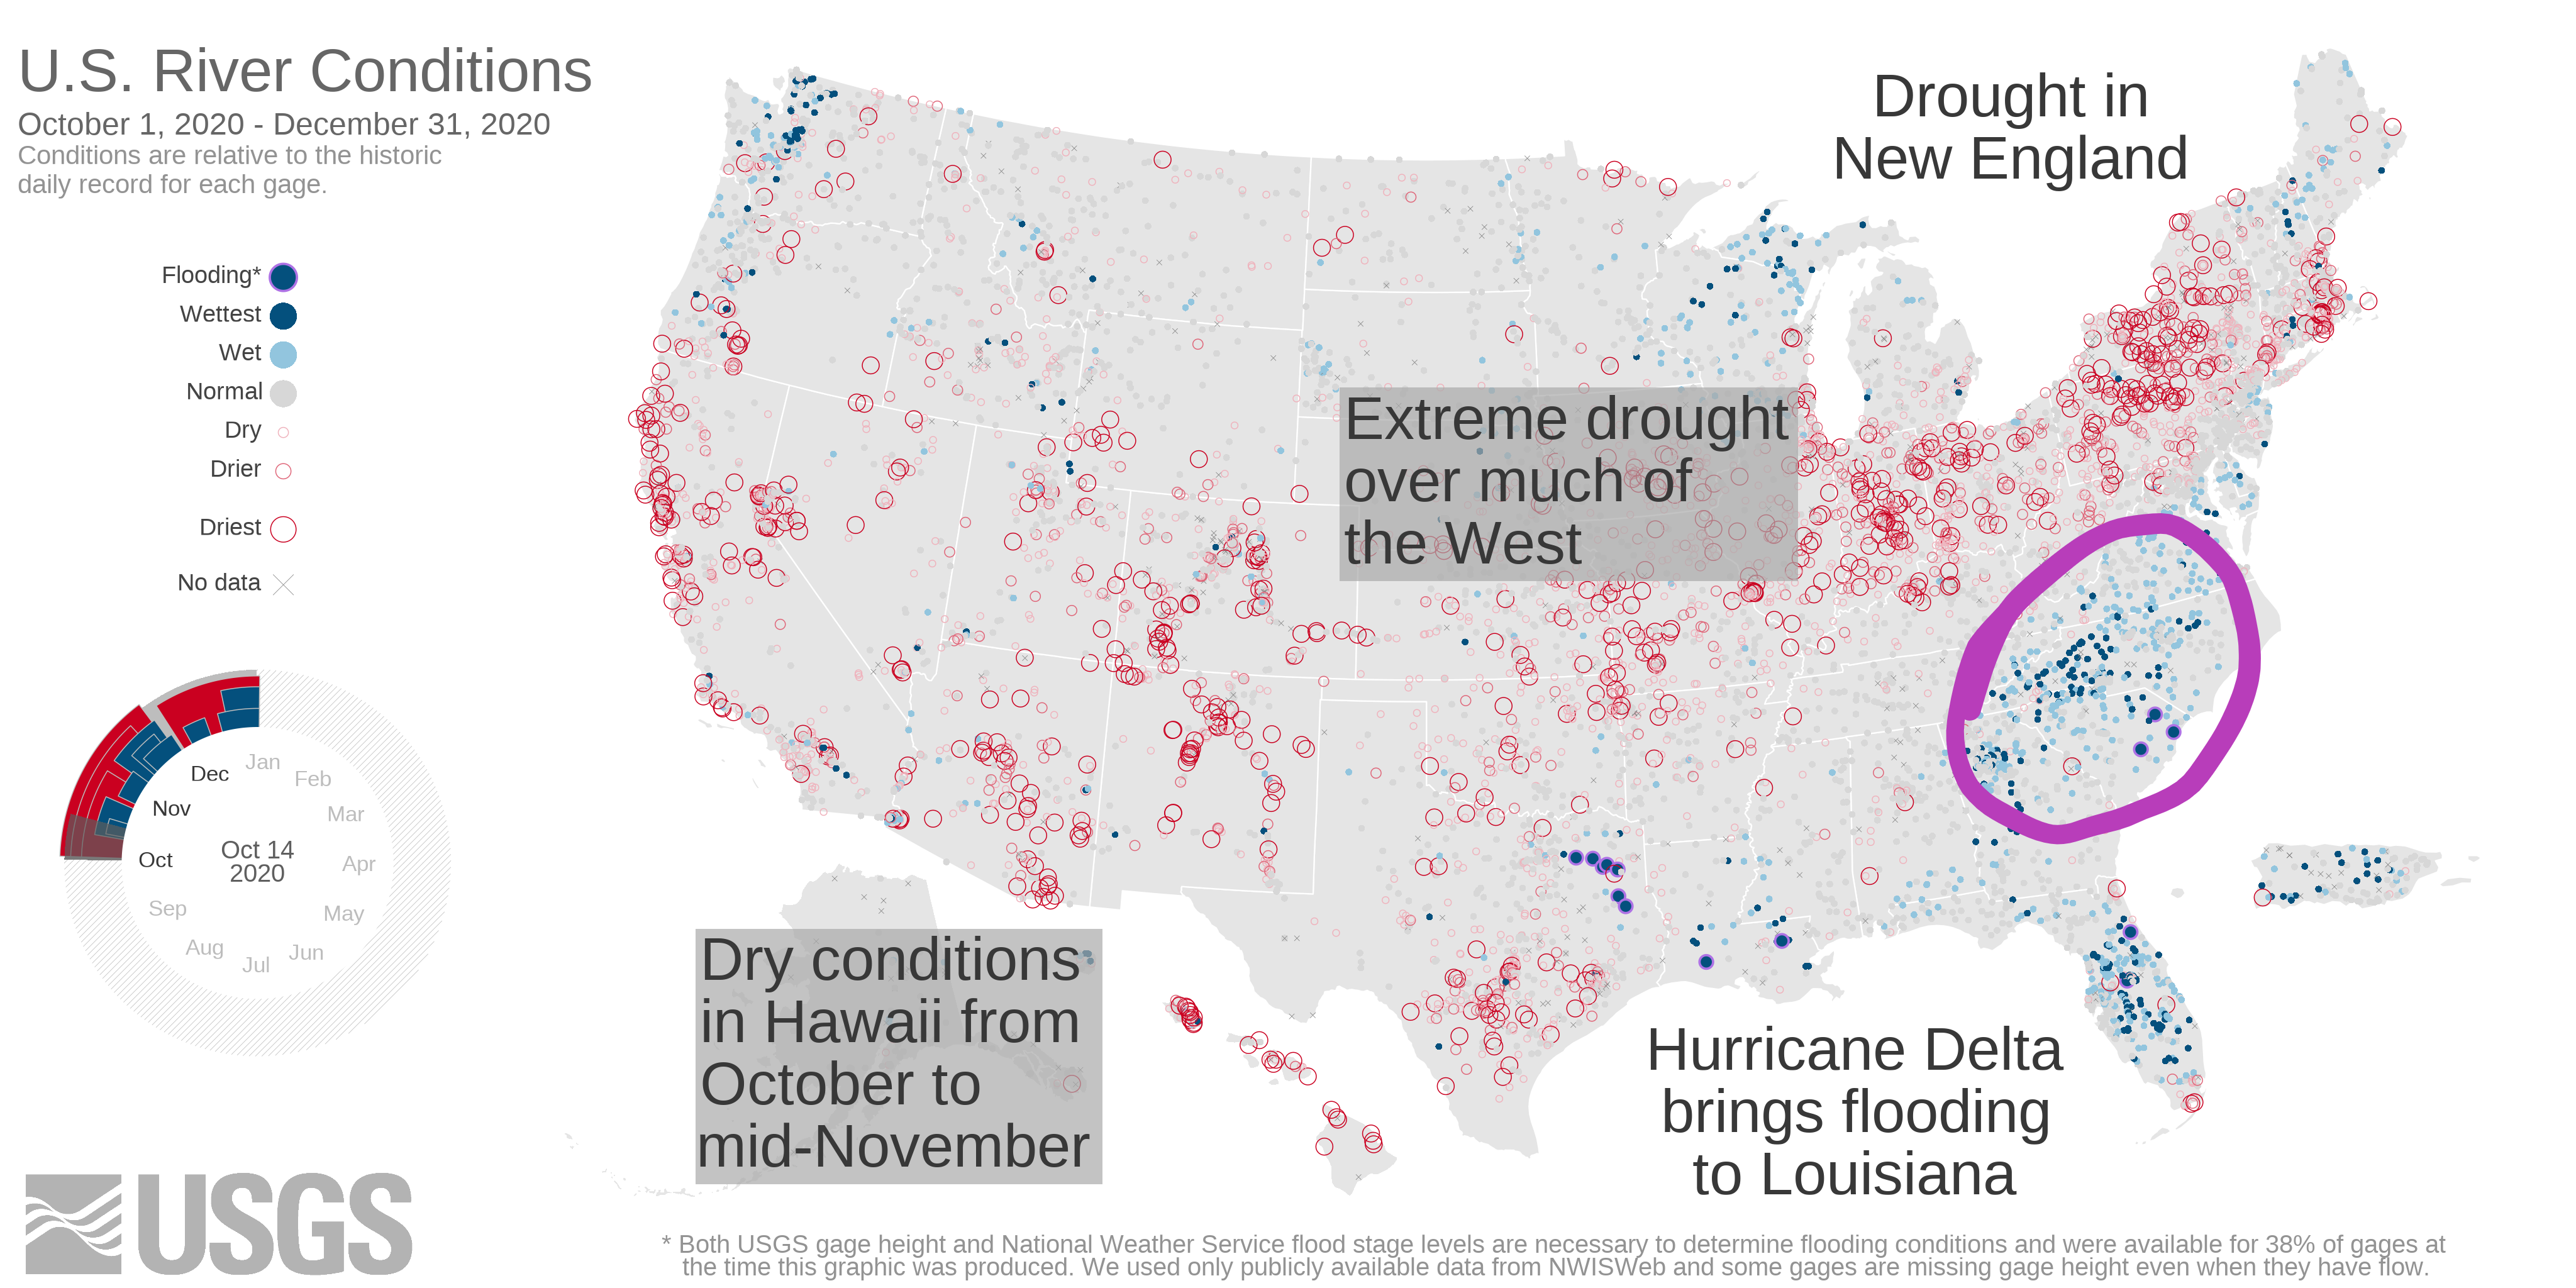 U.S. River Conditions
October 1, 2020 - December 31, 2020
Conditions are relative to the historic
daily record for each gage.
Flooding*
Wettest
Wet
Normal
Dry
Drier
Driest
No data
Drought in
New England
Extreme drought
over much of
the West
Jan
Feb
Mar
Apr
May
Jun
Jul
Aug
Sep
Oct
Nov
Dec
Oct 14
2020
Dry conditions
in Hawaii from
October to
mid-November
Hurricane Delta
brings flooding
to Louisiana
USGS
* Both USGS gage height and National Weather Service flood stage levels are necessary to determine flooding conditions and were available for 38% of gages at
the time this graphic was produced. We used only publicly available data from NWISWeb and some gages are missing gage height even when they have flow.